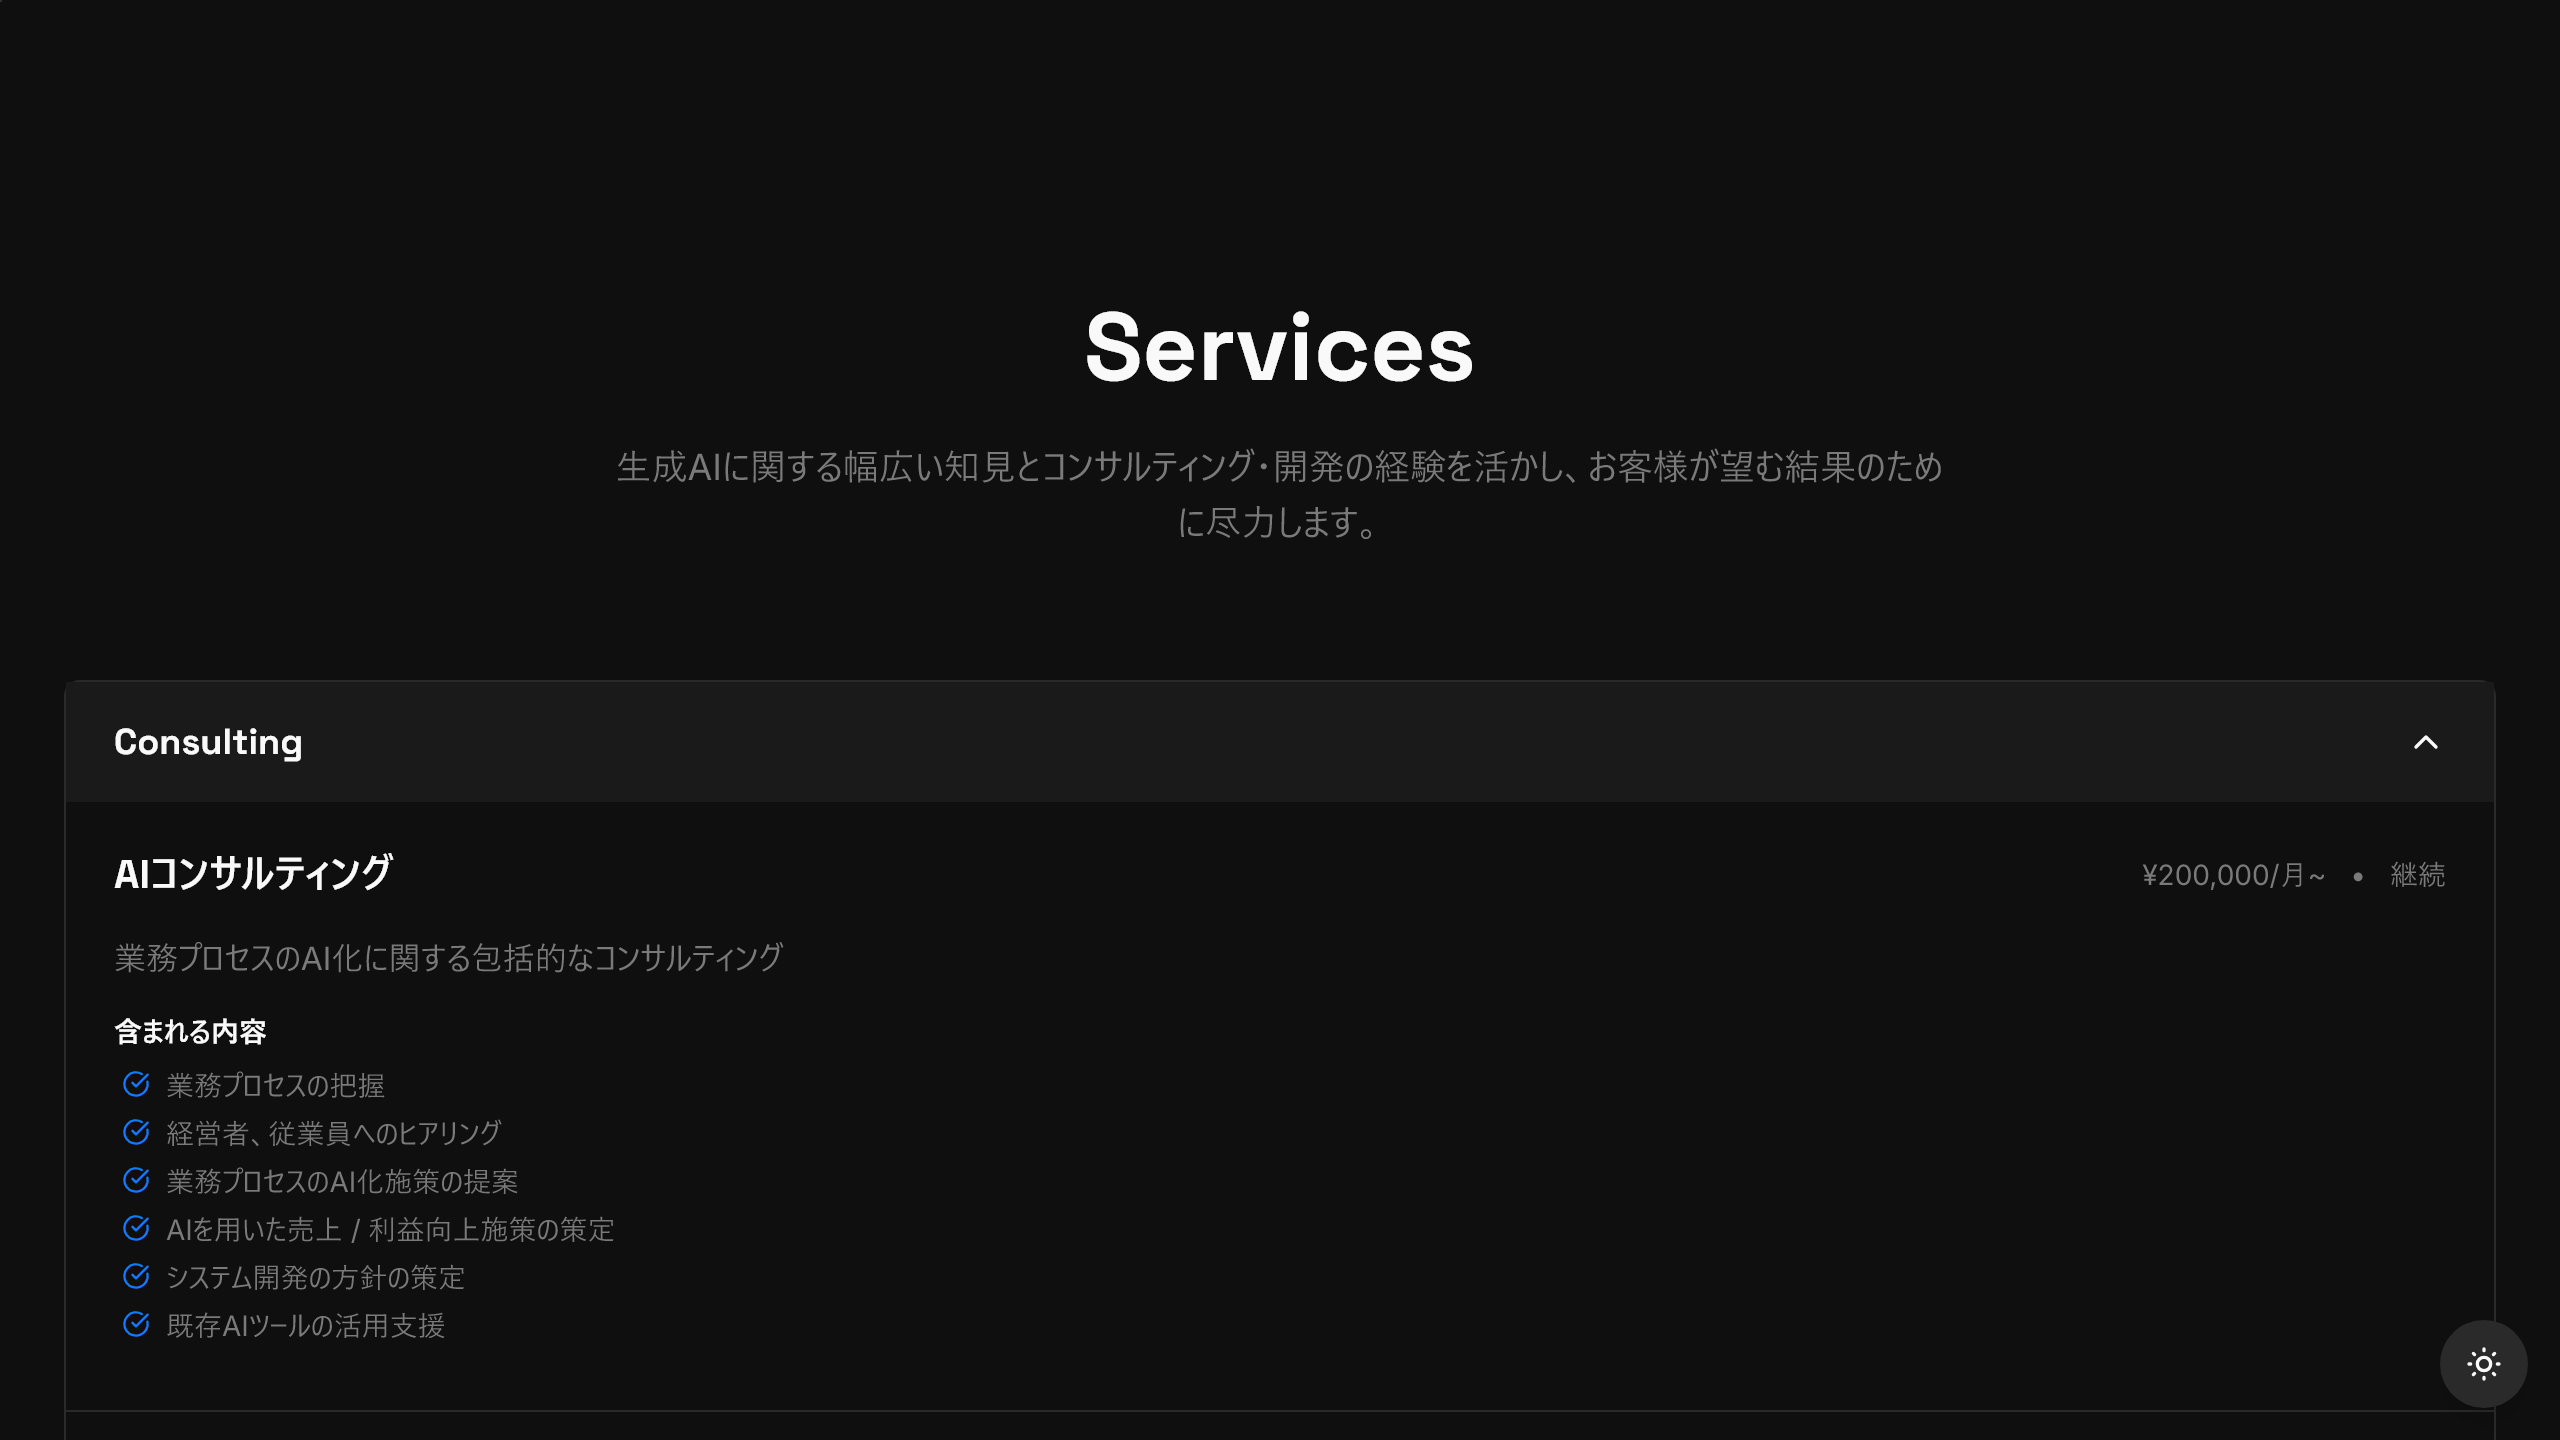 Services
生成AIに関する幅広い知見とコンサルティング・開発の経験を活かし、お客様が望む結果のため
に尽力します。
Consulting
AIコンサルティング
¥200,000/月~ • 継続
業務プロセスのAI化に関する包括的なコンサルティング
含まれる内容
業務プロセスの把握
経営者、従業員へのヒアリング
業務プロセスのAI化施策の提案
AIを用いた売上 / 利益向上施策の策定
システム開発の方針の策定
既存AIツールの活用支援